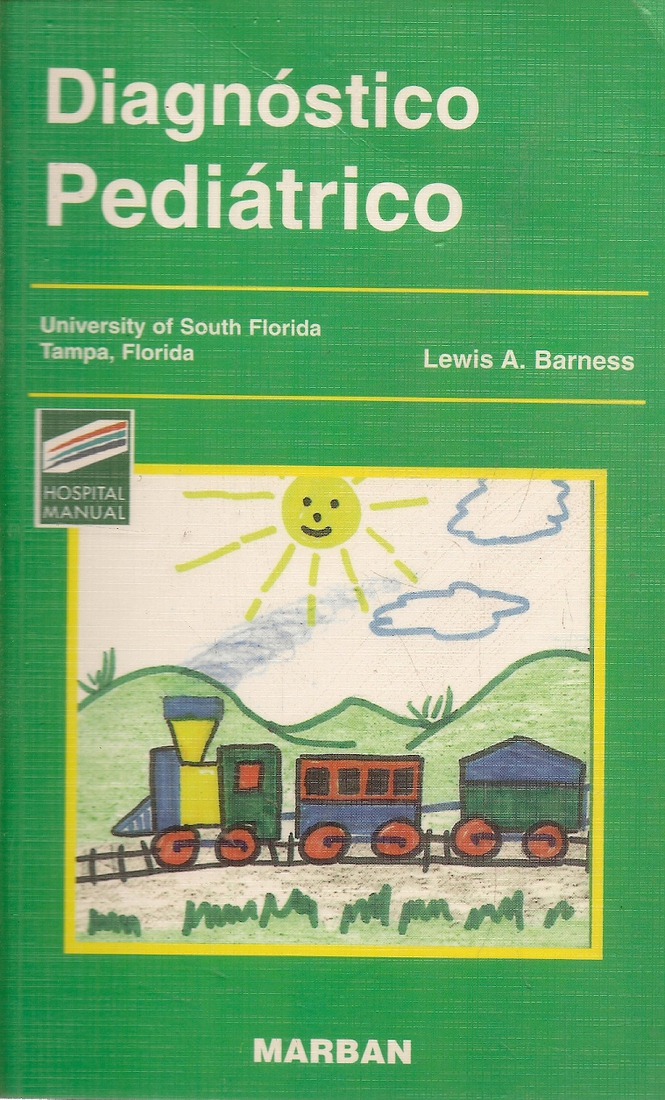 Diagnóstico
Pediátrico
University of South Florida
Tampa, Florida
Lewis A. Barness
HOSPITAL
MANUAL
MARBAN